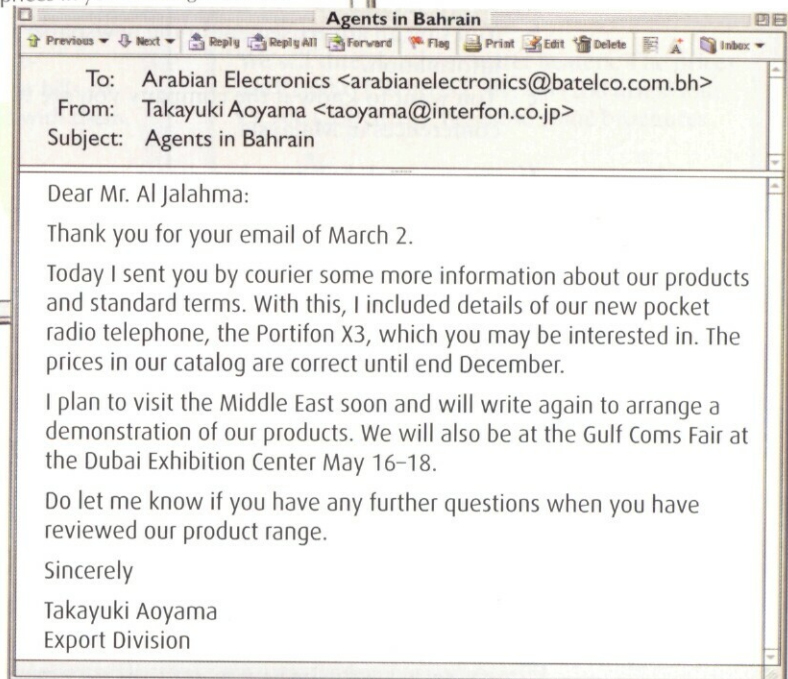 Agents in Bahrain
Previous Next Reply Reply All Forward Flag Print Edit Delete Inbox
To: Arabian Electronics <arabianelectronics@batelco.com.bh>
From: Takayuki Aoyama <taoyama@interfon.co.jp>
Subject: Agents in Bahrain
Dear Mr. Al Jalahma:
Thank you for your email of March 2.
Today I sent you by courier some more information about our products
and standard terms. With this, I included details of our new pocket
radio telephone, the Portifon X3, which you may be interested in. The
prices in our catalog are correct until end December.
I plan to visit the Middle East soon and will write again to arrange a
demonstration of our products. We will also be at the Gulf Coms Fair at
the Dubai Exhibition Center May 16–18.
Do let me know if you have any further questions when you have
reviewed our product range.
Sincerely
Takayuki Aoyama
Export Division